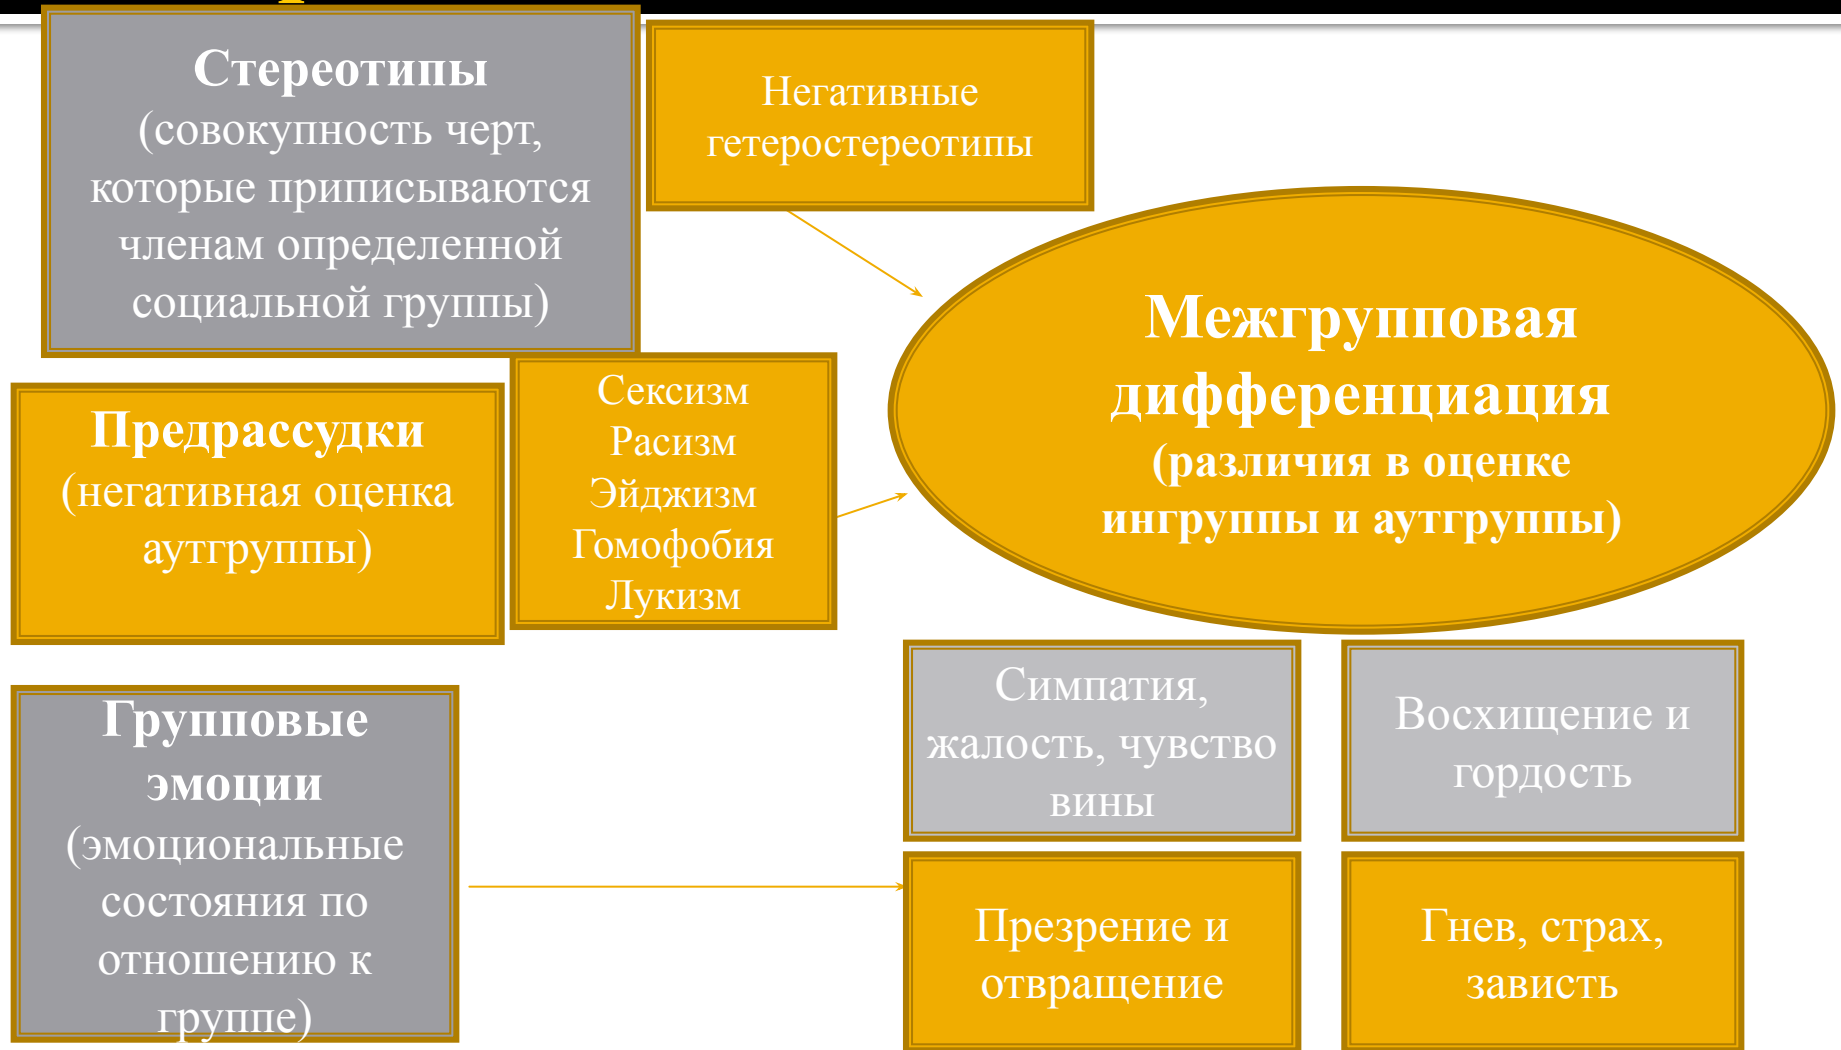 Стереотипы
(совокупность черт,
которые приписываются
членам определенной
социальной группы)
Негативные
гетеростереотипы
Межгрупповая
дифференциация
(различия в оценке
ингруппы и аутгруппы)
Предрассудки
(негативная оценка
аутгруппы)
Сексизм
Расизм
Эйджизм
Гомофобия
Лукизм
Групповые
эмоции
(эмоциональные
состояния по
отношению к
группе)
Симпатия,
жалость, чувство
вины
Восхищение и
гордость
Презрение и
отвращение
Гнев, страх,
зависть